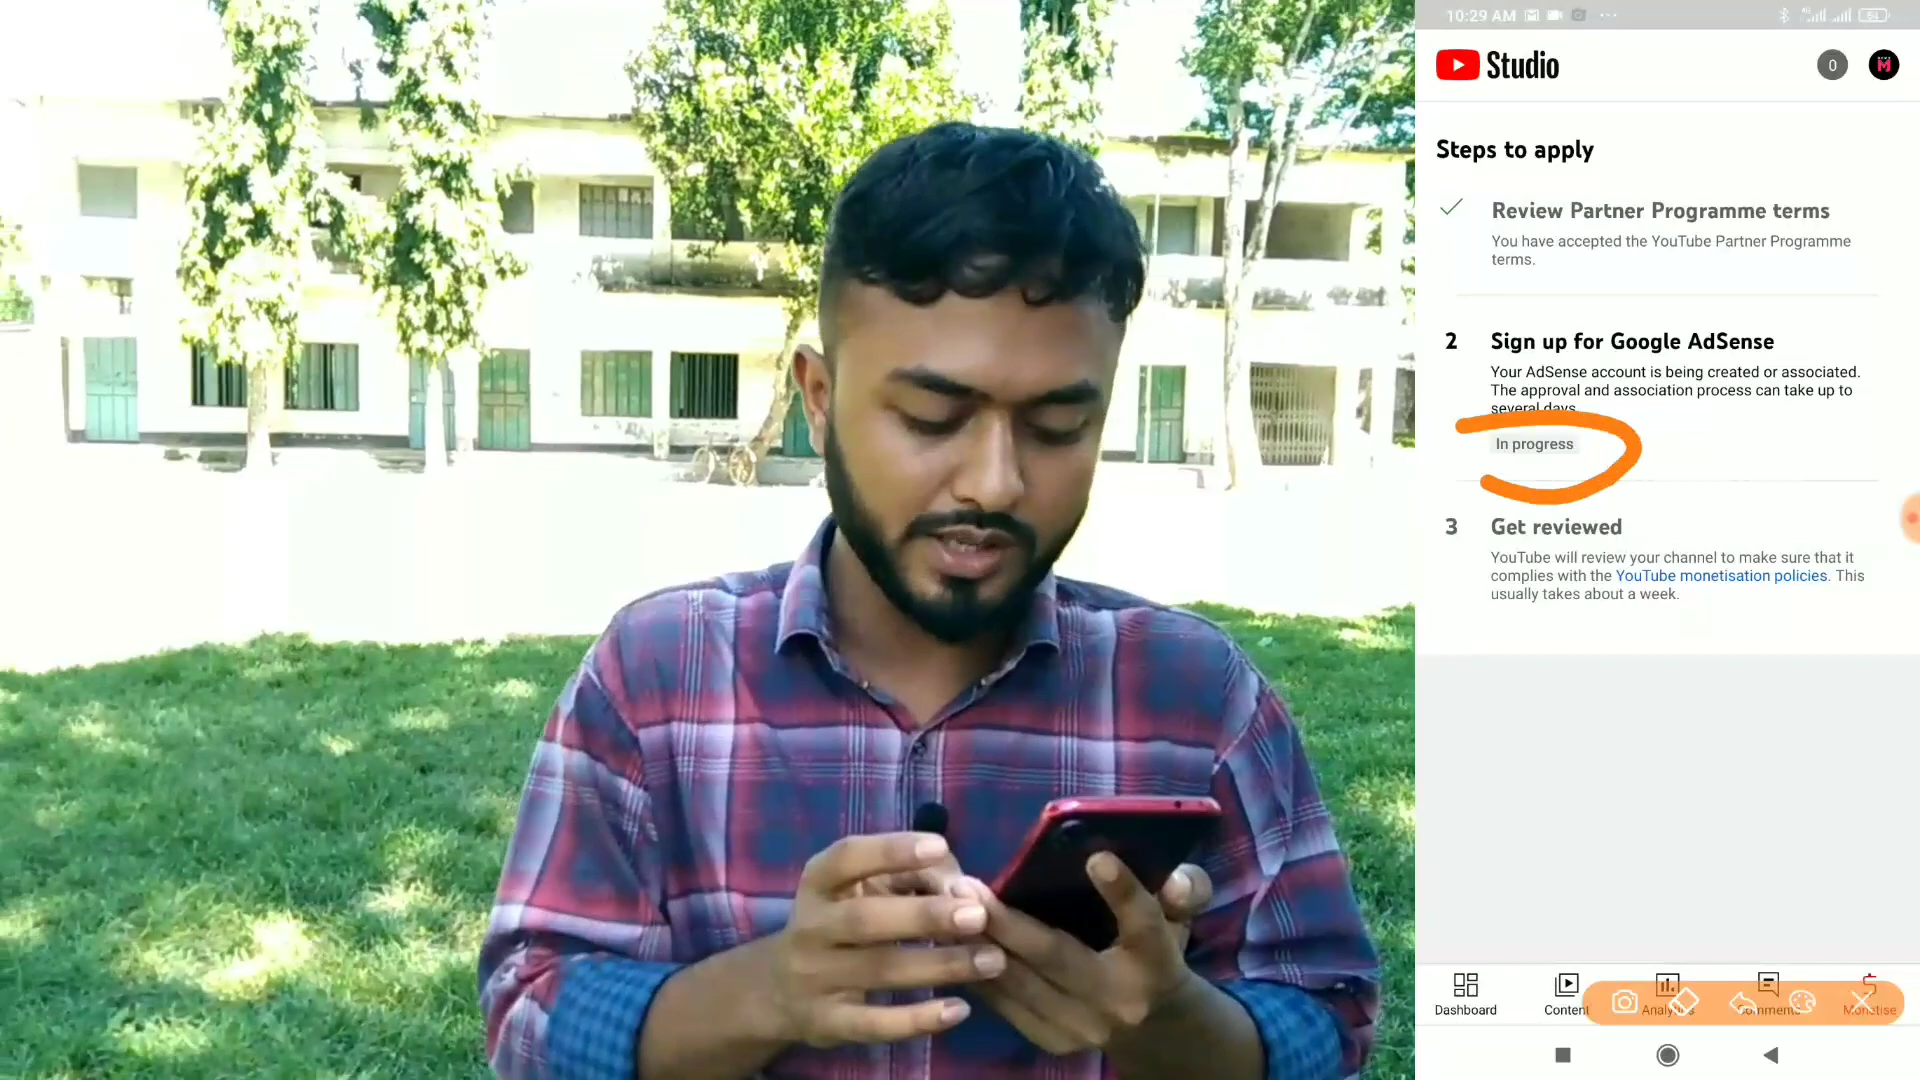 10:29 AM
Studio
0
Steps to apply
Review Partner Programme terms
You have accepted the YouTube Partner Programme
terms.
2
Sign up for Google AdSense
Your AdSense account is being created or associated.
The approval and association process can take up to
several days.
In progress
3
Get reviewed
YouTube will review your channel to make sure that it
complies with the YouTube monetisation policies. This
usually takes about a week.
Dashboard
Content
Analytics
Comments
Monetise